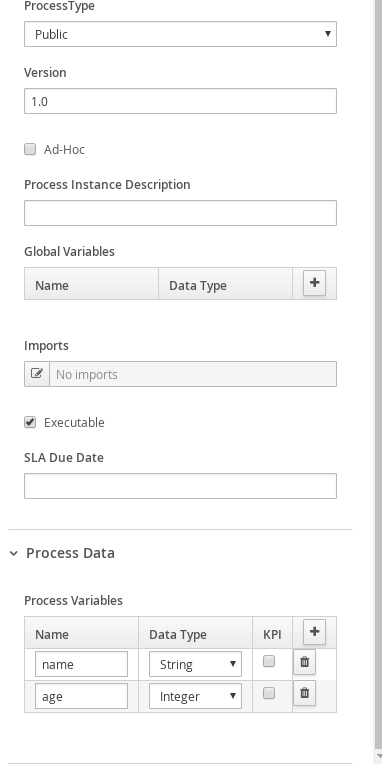 ProcessType
Public
Version
1.0
Ad-Hoc
Process Instance Description
Global Variables
Name Data Type
Imports
No imports
Executable
SLA Due Date
Process Data
Process Variables
Name Data Type KPI
name String
age Integer